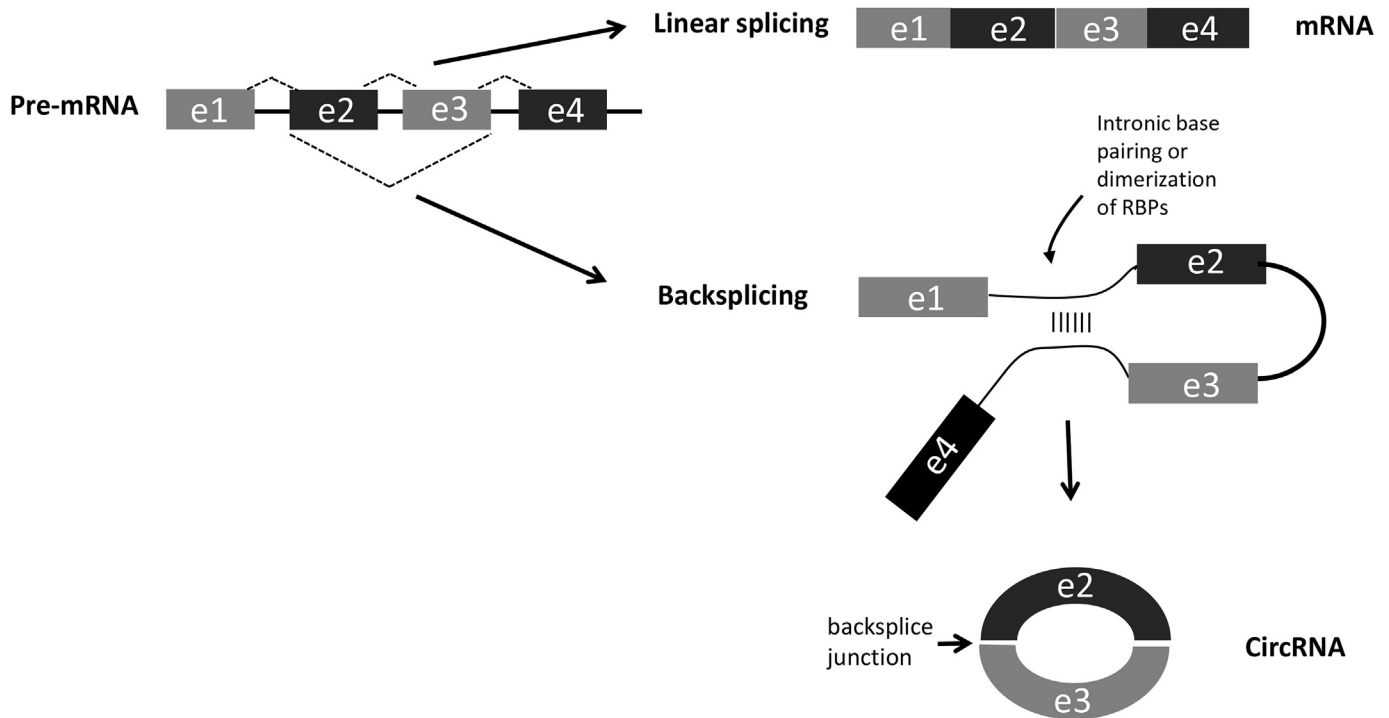 Linear splicing
e1 e2 e3 e4
mRNA
Pre-mRNA
e1 e2 e3 e4
Intronic base
pairing or
dimerization
of RBPs
Backsplicing
e1
e2
e3
e4
e2
backsplice
junction
CircRNA
e3